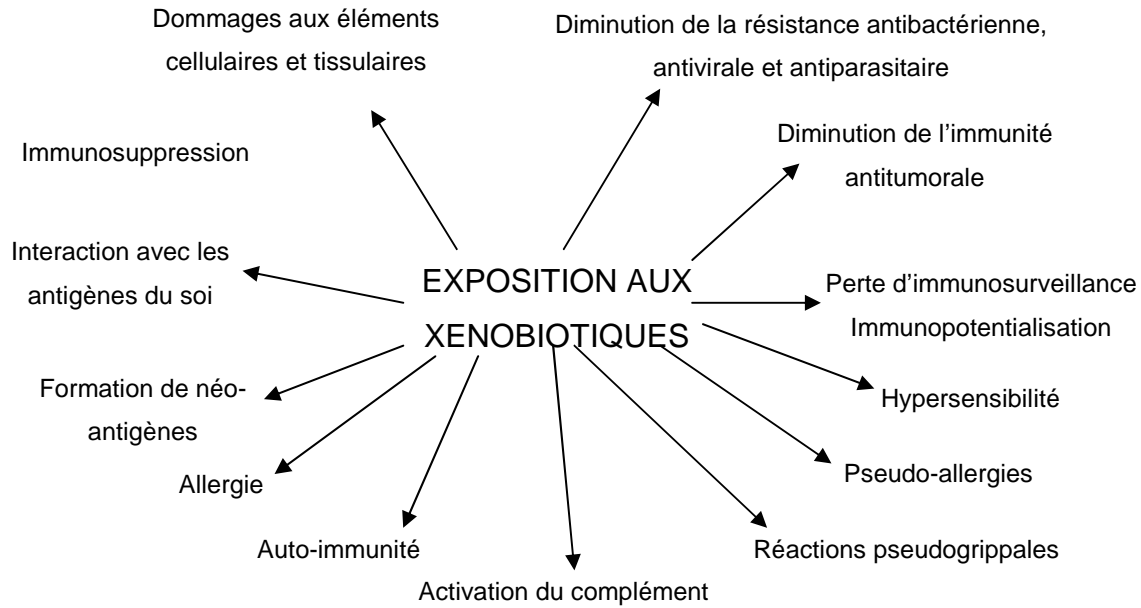 Dommages aux éléments
cellulaires et tissulaires
Diminution de la résistance antibactérienne,
antivirale et antiparasitaire
Immunosuppression
Diminution de l’immunité
antitumorale
Interaction avec les
antigènes du soi
EXPOSITION AUX
XENOBIOTIQUES
Perte d’immunosurveillance
Immunopotentialisation
Formation de néo-
antigènes
Hypersensibilité
Allergie
Pseudo-allergies
Auto-immunité
Réactions pseudogrippales
Activation du complément